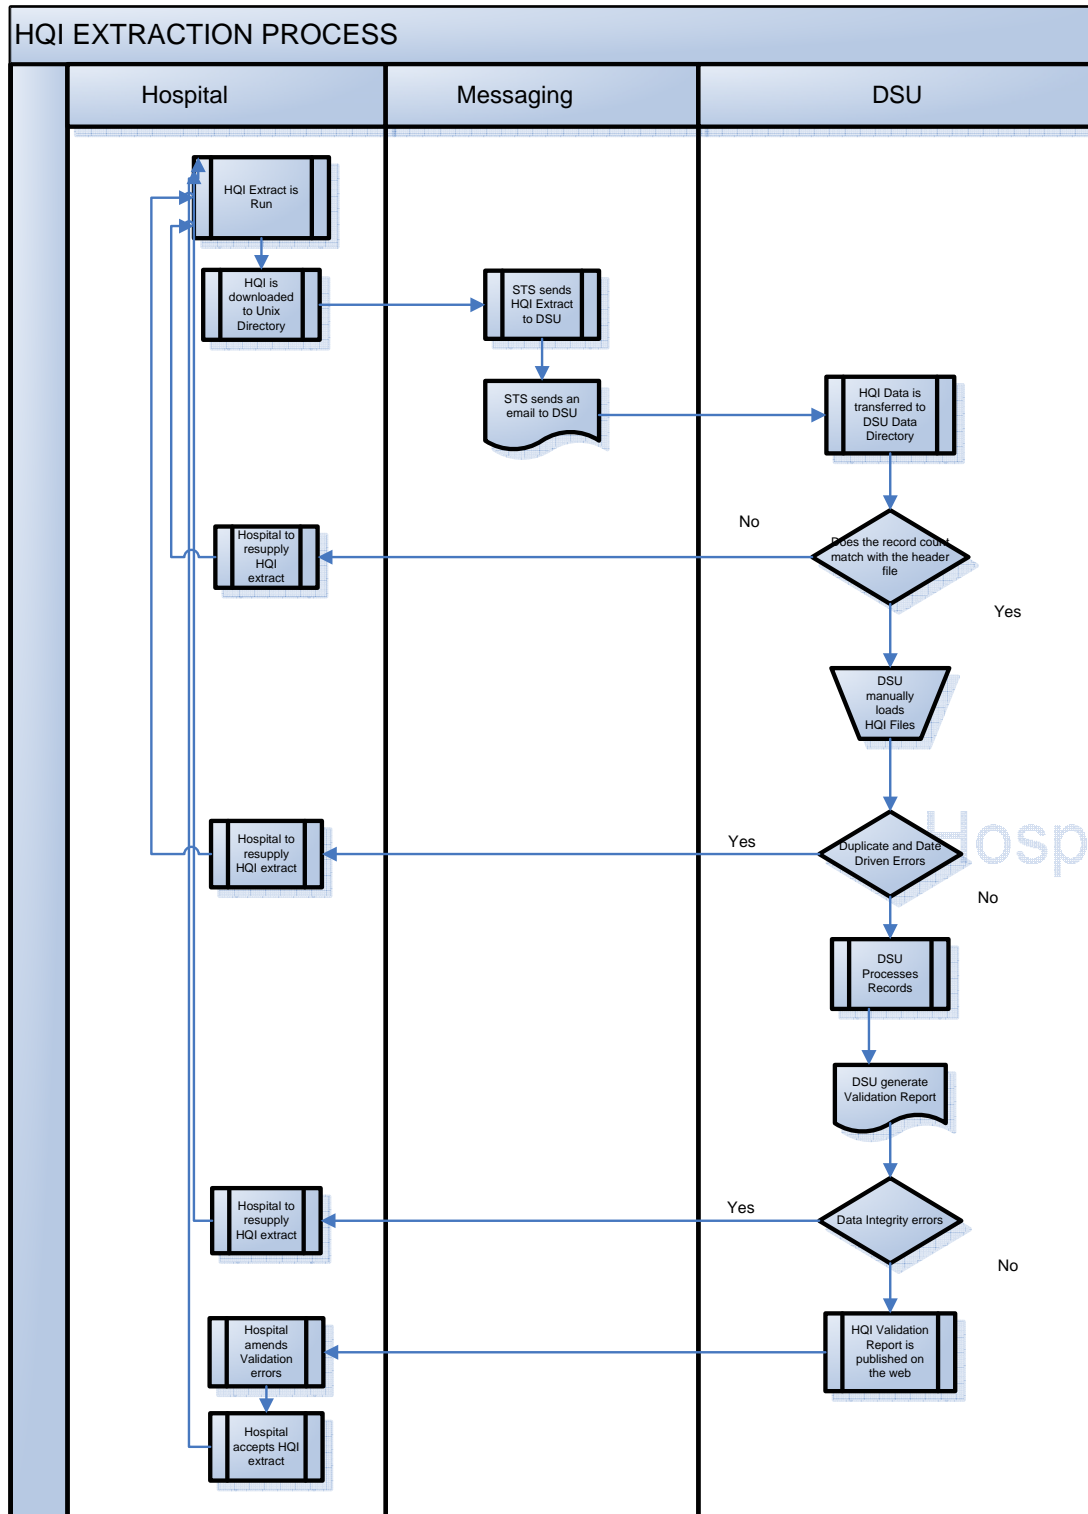 HQI EXTRACTION PROCESS
Hospital
Messaging
DSU
HQI Extract is
Run
HQI is
downloaded
to Unix
Directory
STS sends
HQI Extract
to DSU
STS sends an
email to DSU
HQI Data is
transferred to
DSU Data
Directory
No
Hospital to
resupply
HQI
extract
Does the record count
match with the header
file
Yes
DSU
manually
loads
HQI Files
Hosp
Hospital to
resupply
HQI extract
Yes
Duplicate and Date
Driven Errors
No
DSU
Processes
Records
DSU generate
Validation Report
Hospital to
resupply
HQI extract
Yes
Data Integrity errors
No
Hospital
amends
Validation
errors
HQI Validation
Report is
published on
the web
Hospital
accepts HQI
extract